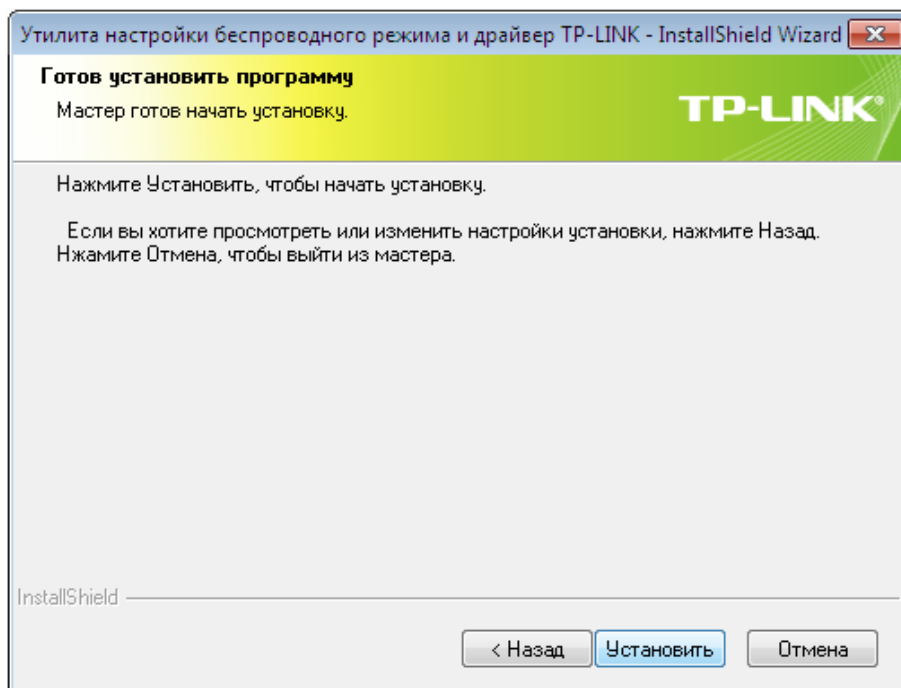 Утилита настройки беспроводного режима и драйвер TP-LINK - InstallShield Wizard
Готов установить программу
Мастер готов начать установку.
TP-LINK®
Нажмите Установить, чтобы начать установку.
Если вы хотите просмотреть или изменить настройки установки, нажмите Назад.
Нжамите Отмена, чтобы выйти из мастера.
InstallShield
< Назад
Установить
Отмена